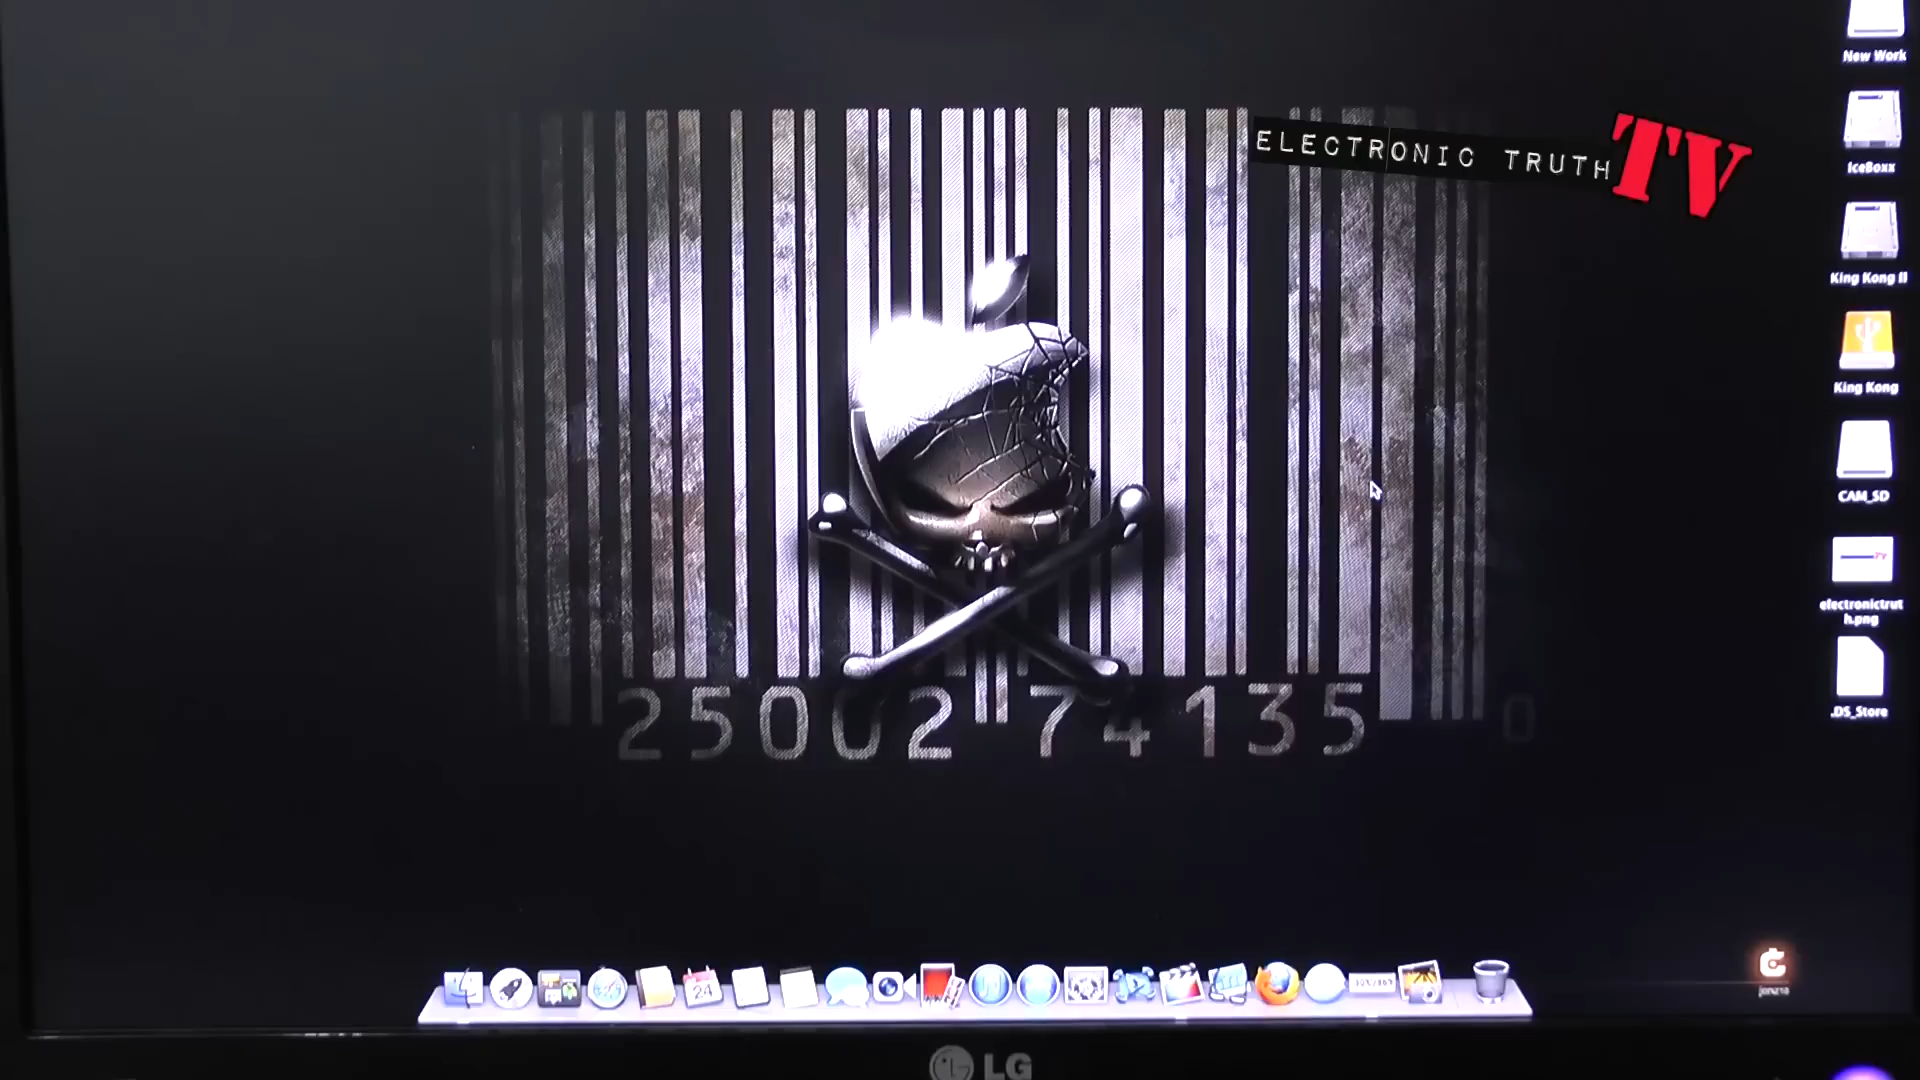 New Work
ELECTRONIC TRUTH TV
IceBoxx
King Kong II
King Kong
CAM_SD
electronictrut
h.png
.DS_Store
25002 74135 0
24
LG